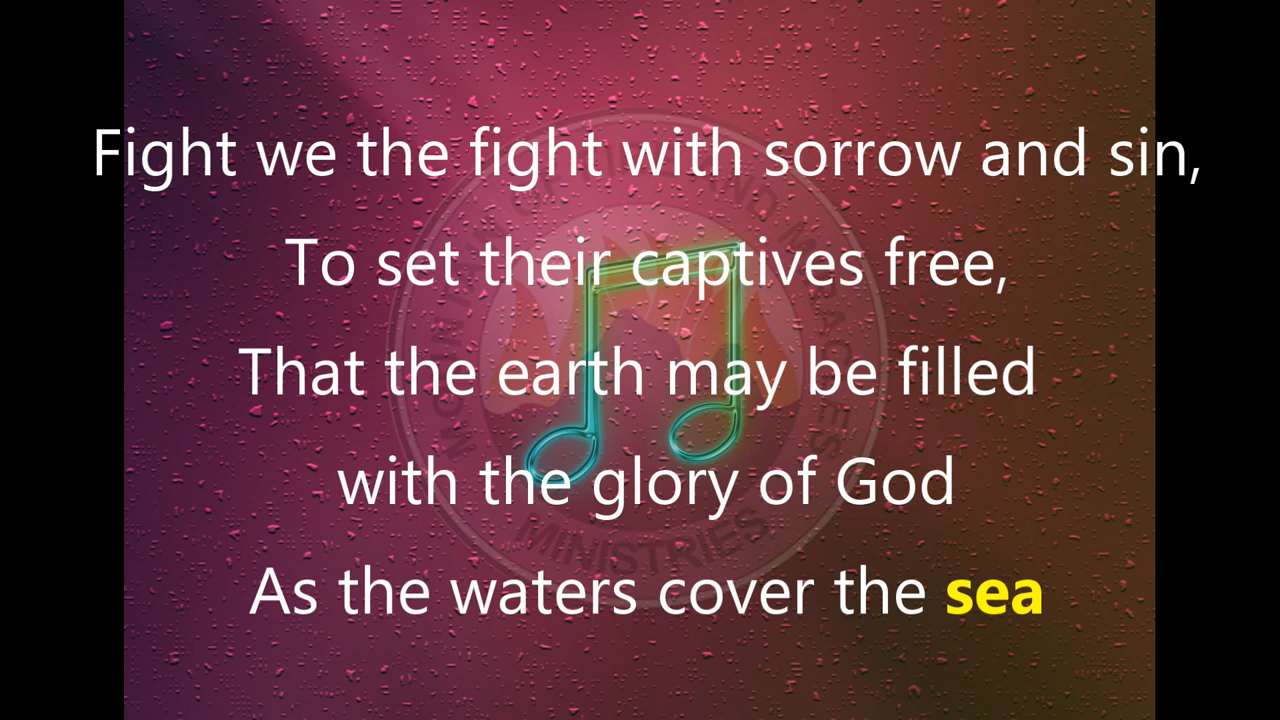 Fight we the fight with sorrow and sin,
To set their captives free,
That the earth may be filled
with the glory of God
As the waters cover the sea
MINISTRIES